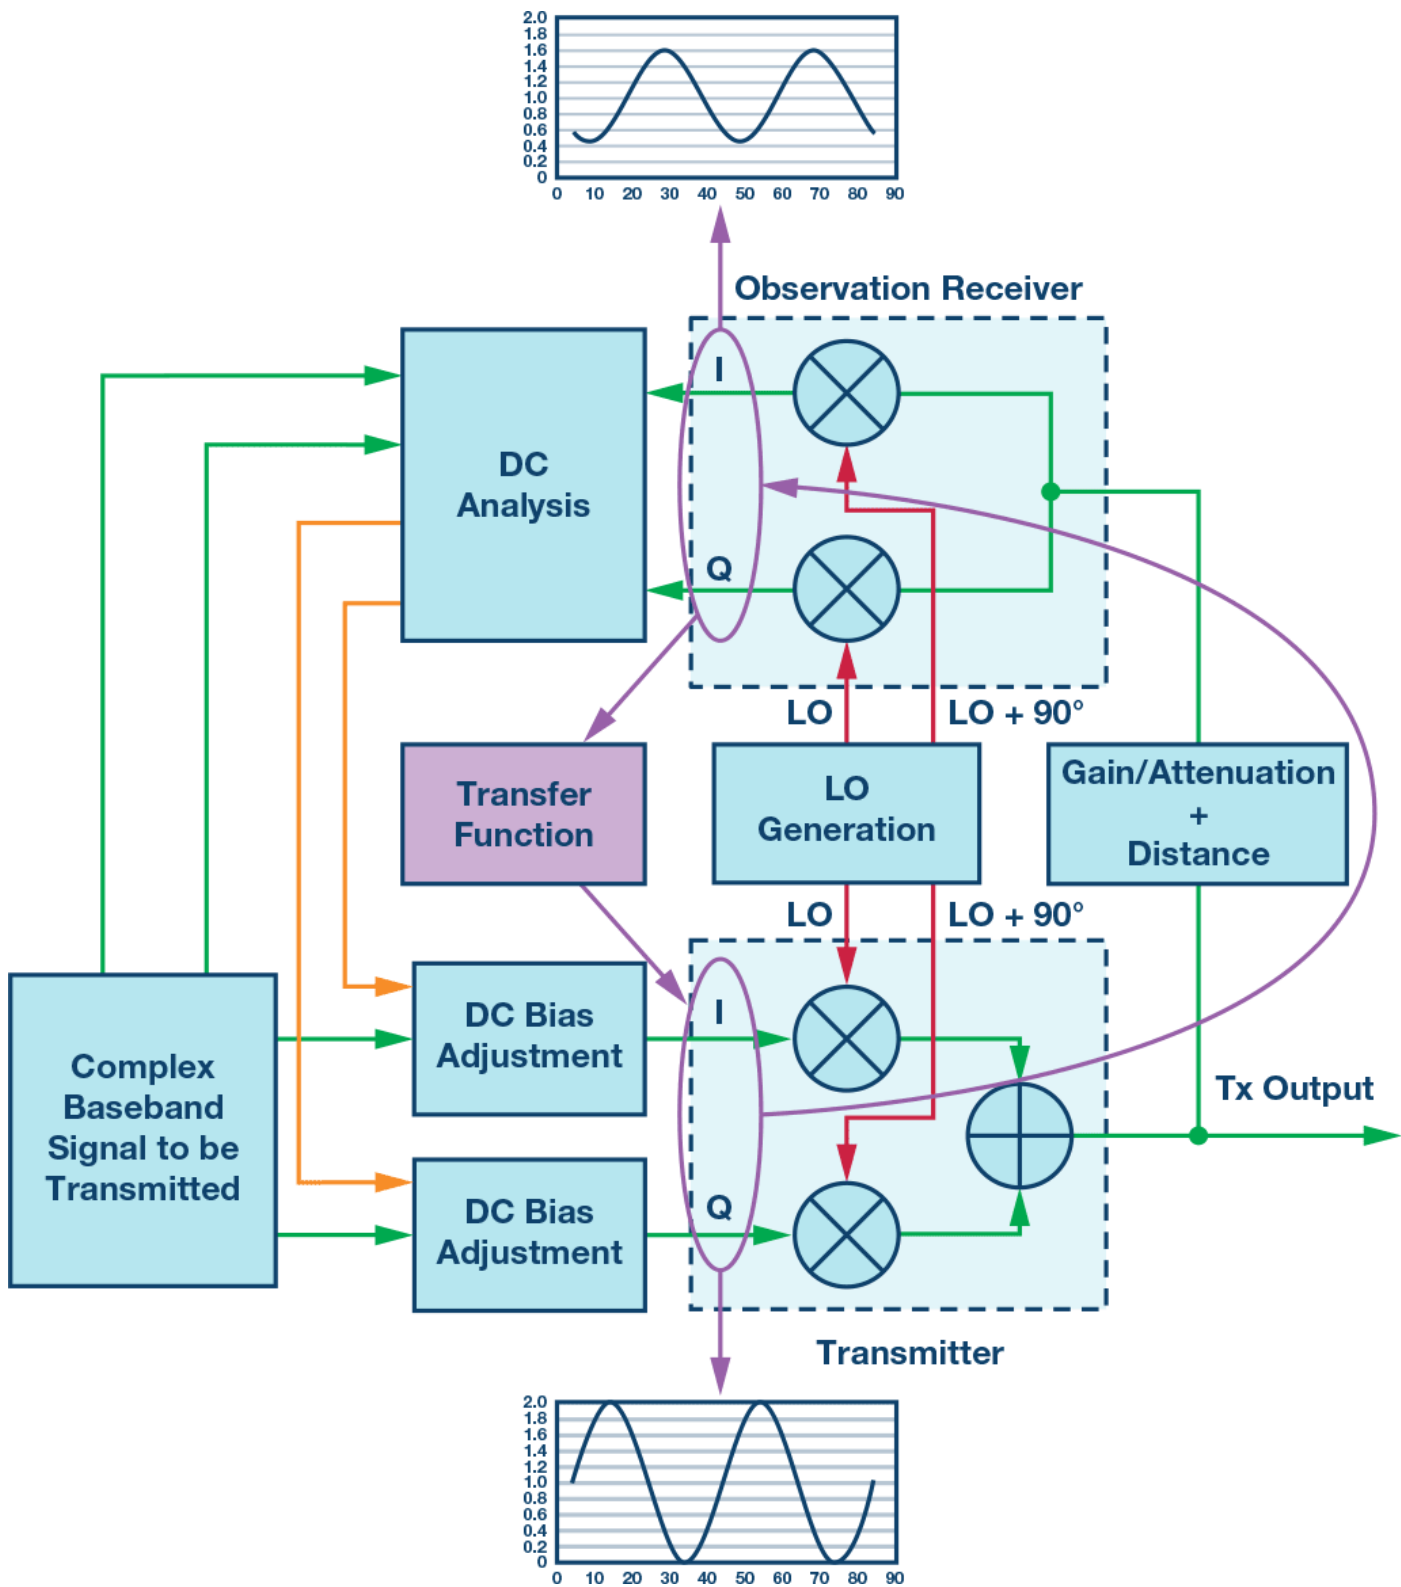 2.0
1.8
1.6
1.4
1.2
1.0
0.8
0.6
0.4
0.2
0
0 10 20 30 40 50 60 70 80 90
Observation Receiver
I
DC
Analysis
Q
LO
LO + 90°
Transfer
Function
LO
Generation
Gain/Attenuation
+
Distance
LO
LO + 90°
I
DC Bias
Adjustment
Complex
Baseband
Signal to be
Transmitted
Tx Output
Q
DC Bias
Adjustment
Transmitter
2.0
1.8
1.6
1.4
1.2
1.0
0.8
0.6
0.4
0.2
0
0 10 20 30 40 50 60 70 80 90